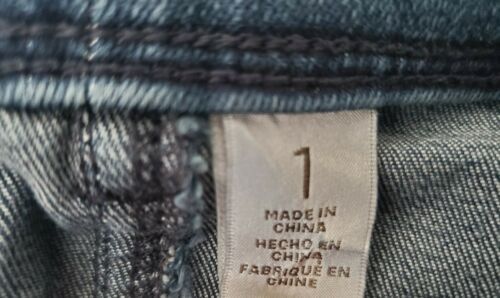 1
MADE IN
CHINA
HECHO EN
CHINA
FABRIQUÉ EN
CHINE